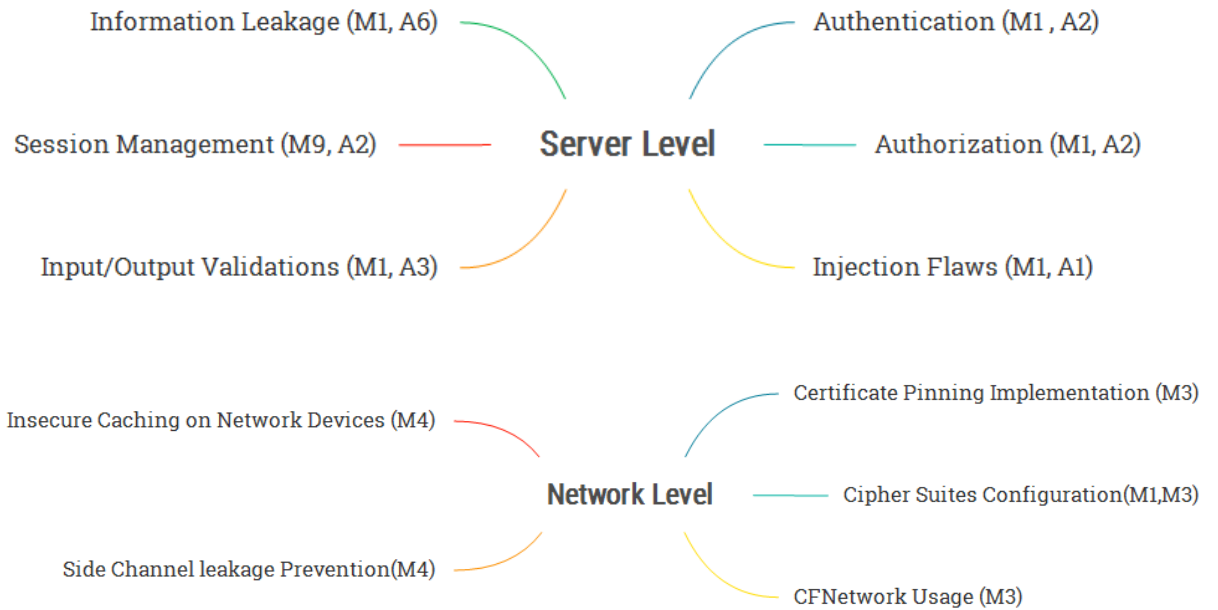 Information Leakage (M1, A6)
Authentication (M1 , A2)
Session Management (M9, A2)
Server Level
Authorization (M1, A2)
Input/Output Validations (M1, A3)
Injection Flaws (M1, A1)
Certificate Pinning Implementation (M3)
Insecure Caching on Network Devices (M4)
Network Level
Cipher Suites Configuration(M1,M3)
Side Channel leakage Prevention(M4)
CFNetwork Usage (M3)